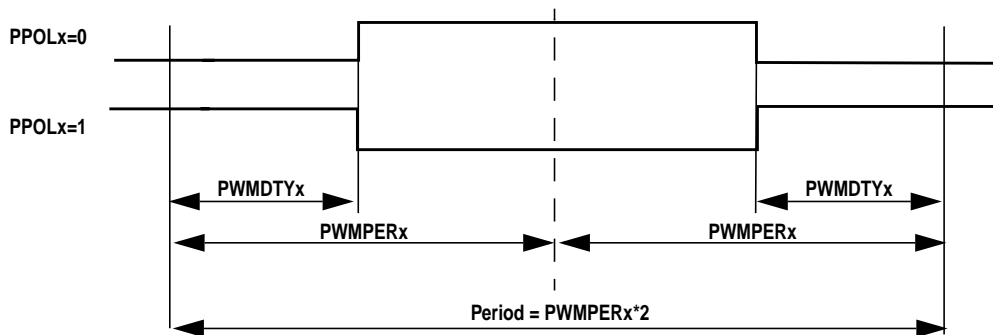 PPOLx=0
PPOLx=1
PWMDTYx
PWMDTYx
PWMPERx
PWMPERx
Period = PWMPERx*2